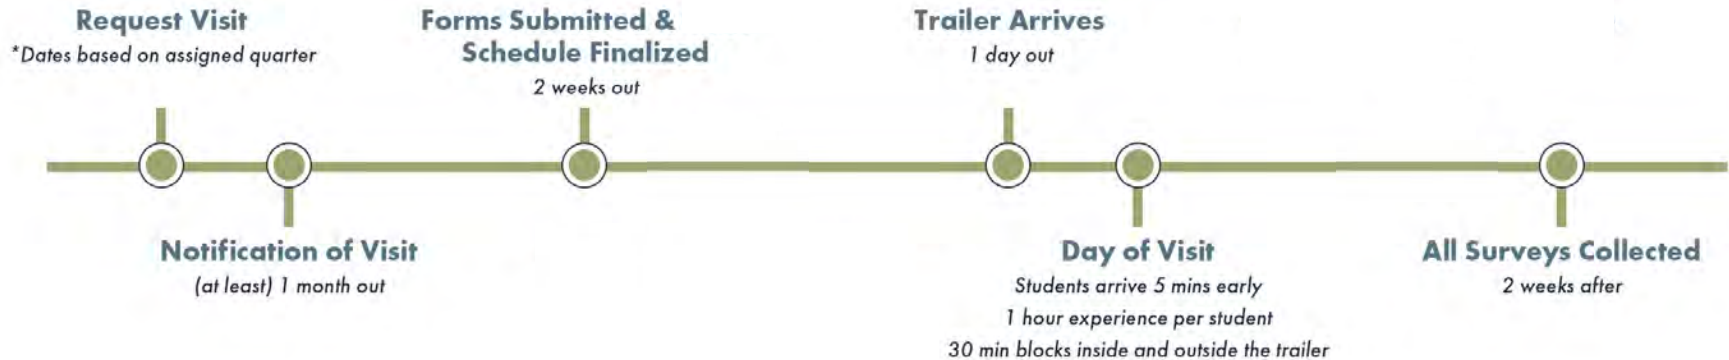 Request Visit
*Dates based on assigned quarter
Notification of Visit
(at least) 1 month out
Forms Submitted &
Schedule Finalized
2 weeks out
Trailer Arrives
1 day out
Day of Visit
Students arrive 5 mins early
1 hour experience per student
30 min blocks inside and outside the trailer
All Surveys Collected
2 weeks after